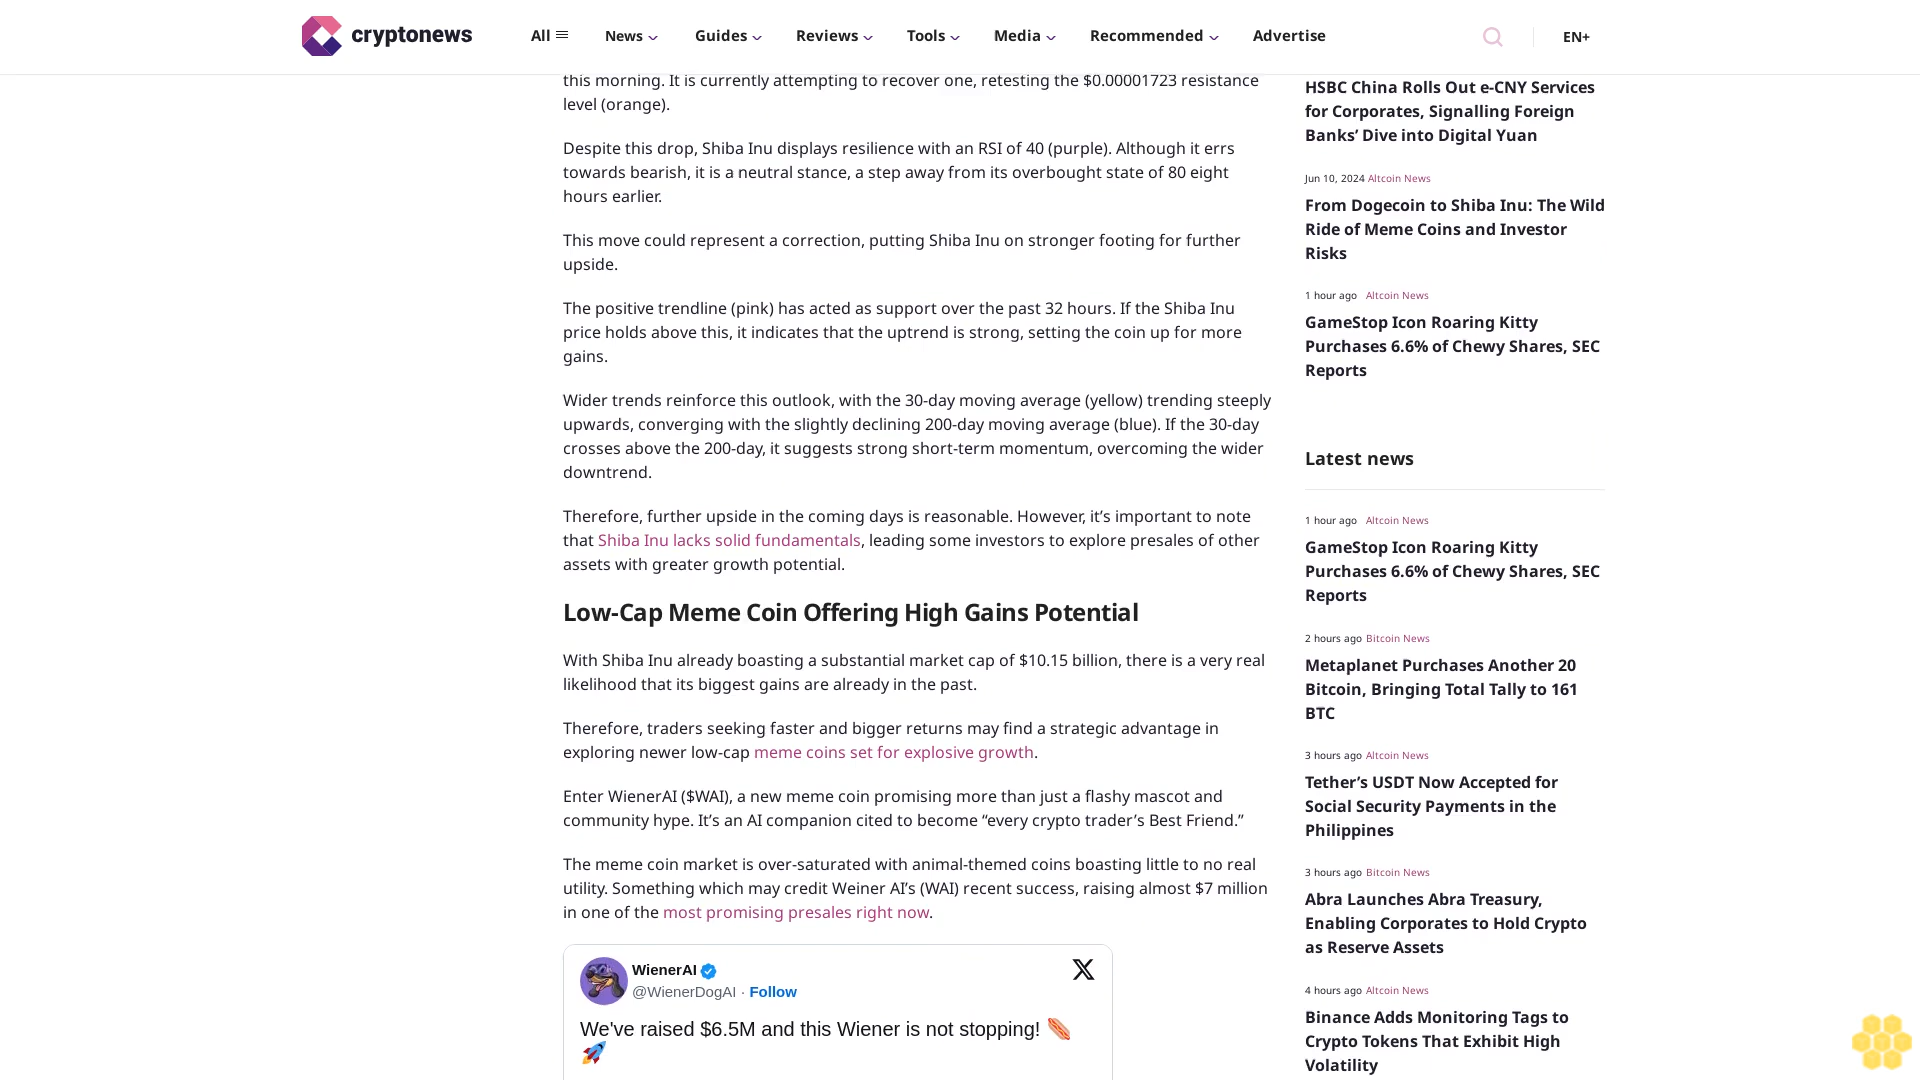 cryptonews
All
News
Guides
Reviews
Tools
Media
Recommended
Advertise
EN+
this morning. It is currently attempting to recover one, retesting the $0.00001723 resistance
level (orange).
Despite this drop, Shiba Inu displays resilience with an RSI of 40 (purple). Although it errs
towards bearish, it is a neutral stance, a step away from its overbought state of 80 eight
hours earlier.
This move could represent a correction, putting Shiba Inu on stronger footing for further
upside.
The positive trendline (pink) has acted as support over the past 32 hours. If the Shiba Inu
price holds above this, it indicates that the uptrend is strong, setting the coin up for more
gains.
Wider trends reinforce this outlook, with the 30-day moving average (yellow) trending steeply
upwards, converging with the slightly declining 200-day moving average (blue). If the 30-day
crosses above the 200-day, it suggests strong short-term momentum, overcoming the wider
downtrend.
Therefore, further upside in the coming days is reasonable. However, it’s important to note
that Shiba Inu lacks solid fundamentals, leading some investors to explore presales of other
assets with greater growth potential.
Low-Cap Meme Coin Offering High Gains Potential
With Shiba Inu already boasting a substantial market cap of $10.15 billion, there is a very real
likelihood that its biggest gains are already in the past.
Therefore, traders seeking faster and bigger returns may find a strategic advantage in
exploring newer low-cap meme coins set for explosive growth.
Enter WienerAI ($WAI), a new meme coin promising more than just a flashy mascot and
community hype. It’s an AI companion cited to become “every crypto trader’s Best Friend.”
The meme coin market is over-saturated with animal-themed coins boasting little to no real
utility. Something which may credit Weiner AI’s (WAI) recent success, raising almost $7 million
in one of the most promising presales right now.
WienerAI
@WienerDogAI · Follow
We've raised $6.5M and this Wiener is not stopping! 🌭
🚀
HSBC China Rolls Out e-CNY Services
for Corporates, Signalling Foreign
Banks’ Dive into Digital Yuan
Jun 10, 2024 Altcoin News
From Dogecoin to Shiba Inu: The Wild
Ride of Meme Coins and Investor
Risks
1 hour ago Altcoin News
GameStop Icon Roaring Kitty
Purchases 6.6% of Chewy Shares, SEC
Reports
Latest news
1 hour ago Altcoin News
GameStop Icon Roaring Kitty
Purchases 6.6% of Chewy Shares, SEC
Reports
2 hours ago Bitcoin News
Metaplanet Purchases Another 20
Bitcoin, Bringing Total Tally to 161
BTC
3 hours ago Altcoin News
Tether’s USDT Now Accepted for
Social Security Payments in the
Philippines
3 hours ago Bitcoin News
Abra Launches Abra Treasury,
Enabling Corporates to Hold Crypto
as Reserve Assets
4 hours ago Altcoin News
Binance Adds Monitoring Tags to
Crypto Tokens That Exhibit High
Volatility